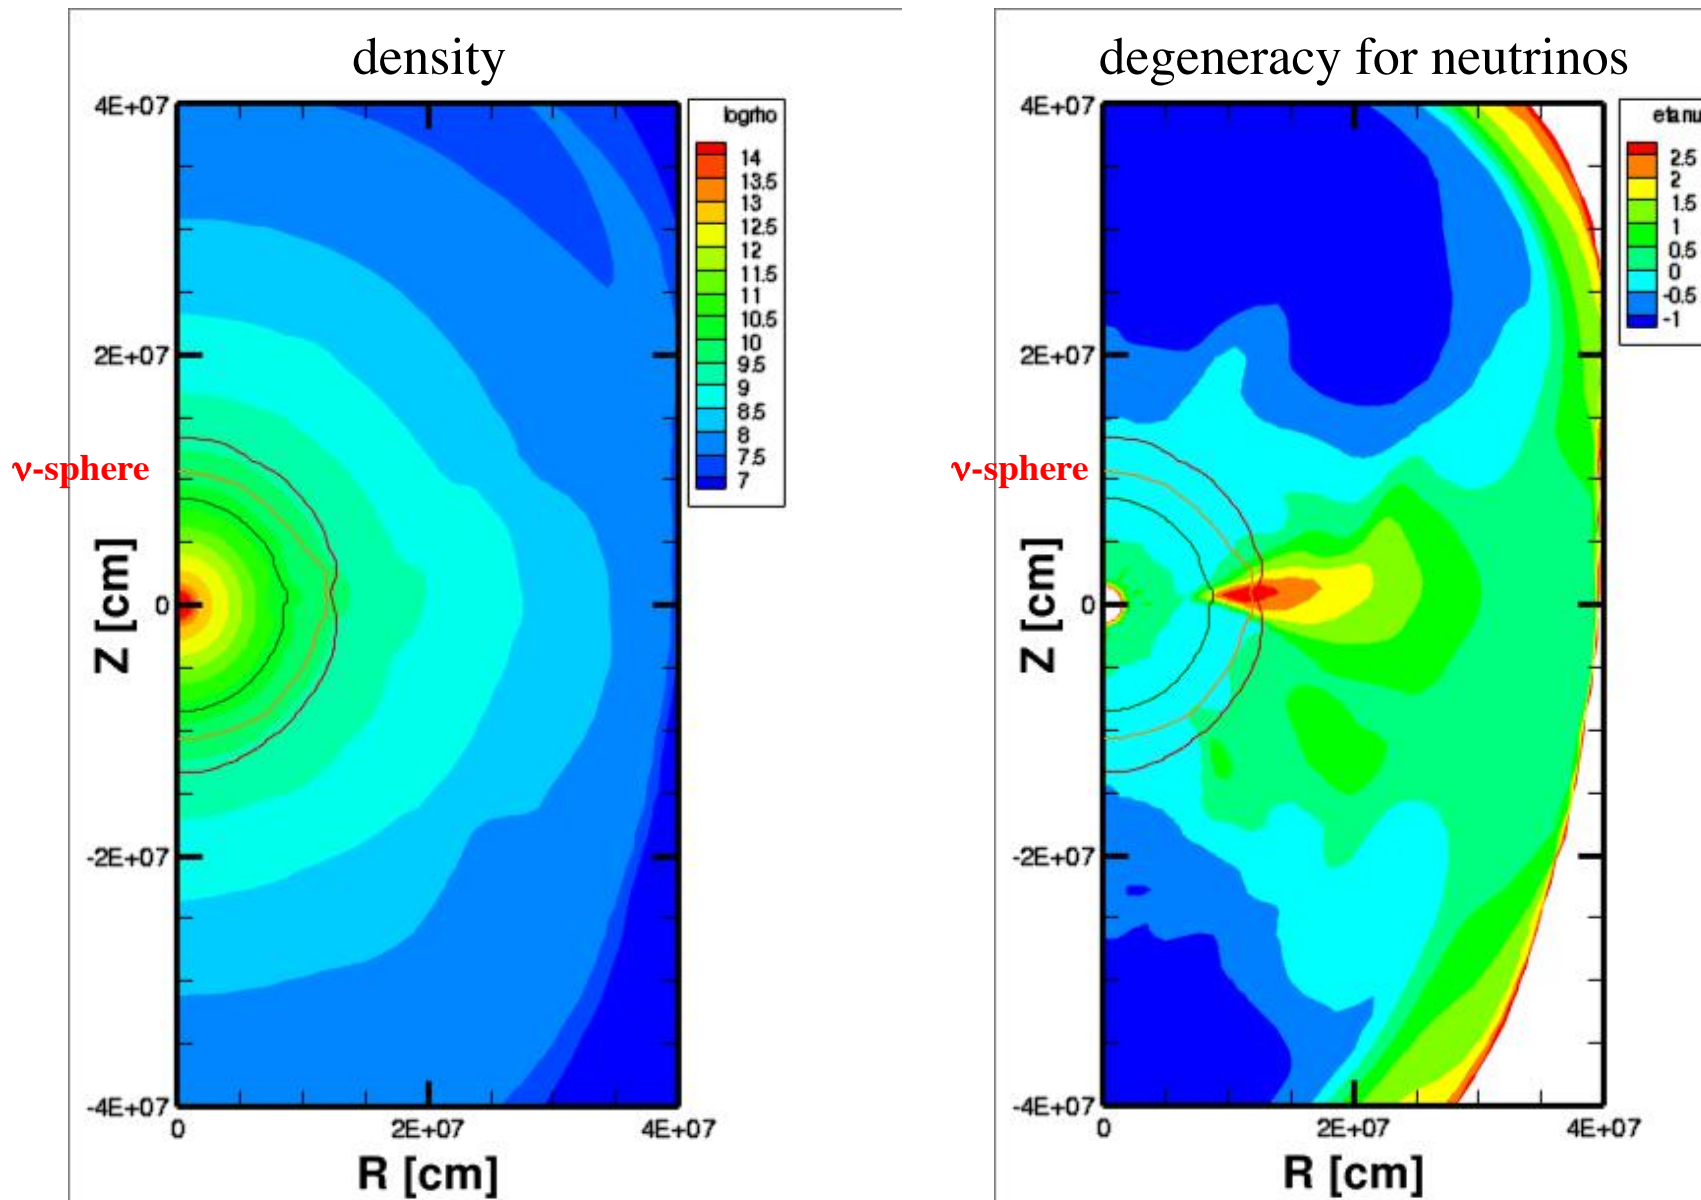 density
4E+07
2E+07
0
-2E+07
-4E+07
Z [cm]
ν-sphere
0
2E+07
4E+07
R [cm]
logrho
14
13.5
13
12.5
12
11.5
11
10.5
10
9.5
9
8.5
8
7.5
7
degeneracy for neutrinos
4E+07
2E+07
0
-2E+07
-4E+07
Z [cm]
ν-sphere
0
2E+07
4E+07
R [cm]
etanu
2.5
2
1.5
1
0.5
0
-0.5
-1